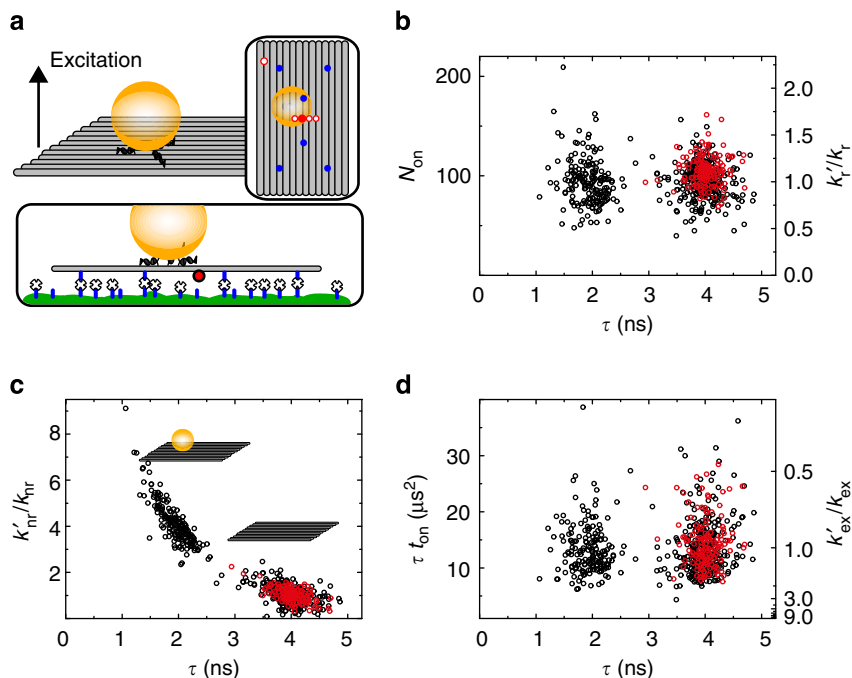 a
Excitation
b
200
100
N_on
2.0
1.5
1.0
0.5
0.0
k_r'/k_r
0 1 2 3 4 5
τ (ns)
c
8
6
4
2
k'_nr/k_nr
0 1 2 3 4 5
τ (ns)
d
40
30
20
10
τ t_on (µs²)
0.5
1.0
3.0
9.0
k'_ex/k_ex
0 1 2 3 4 5
τ (ns)